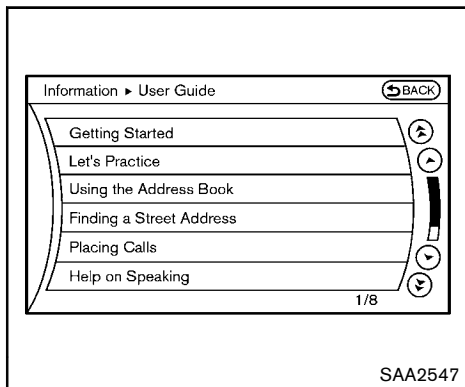 Information ▸ User Guide
BACK
Getting Started
Let's Practice
Using the Address Book
Finding a Street Address
Placing Calls
Help on Speaking
1/8
SAA2547